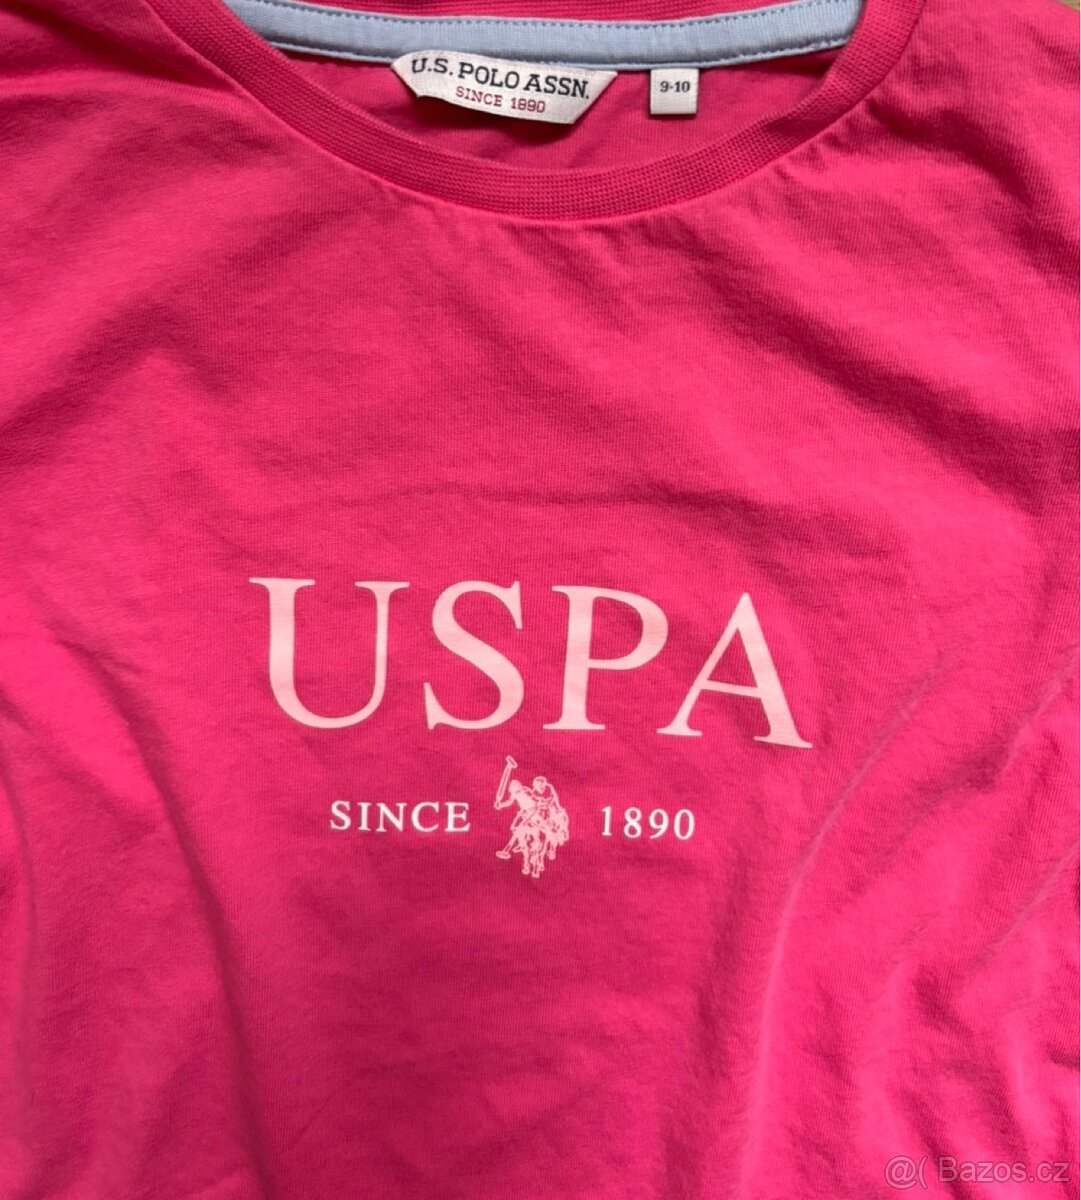 U.S. POLO ASSN.
SINCE 1890
9-10
USPA
SINCE 1890
@( Bazos.cz